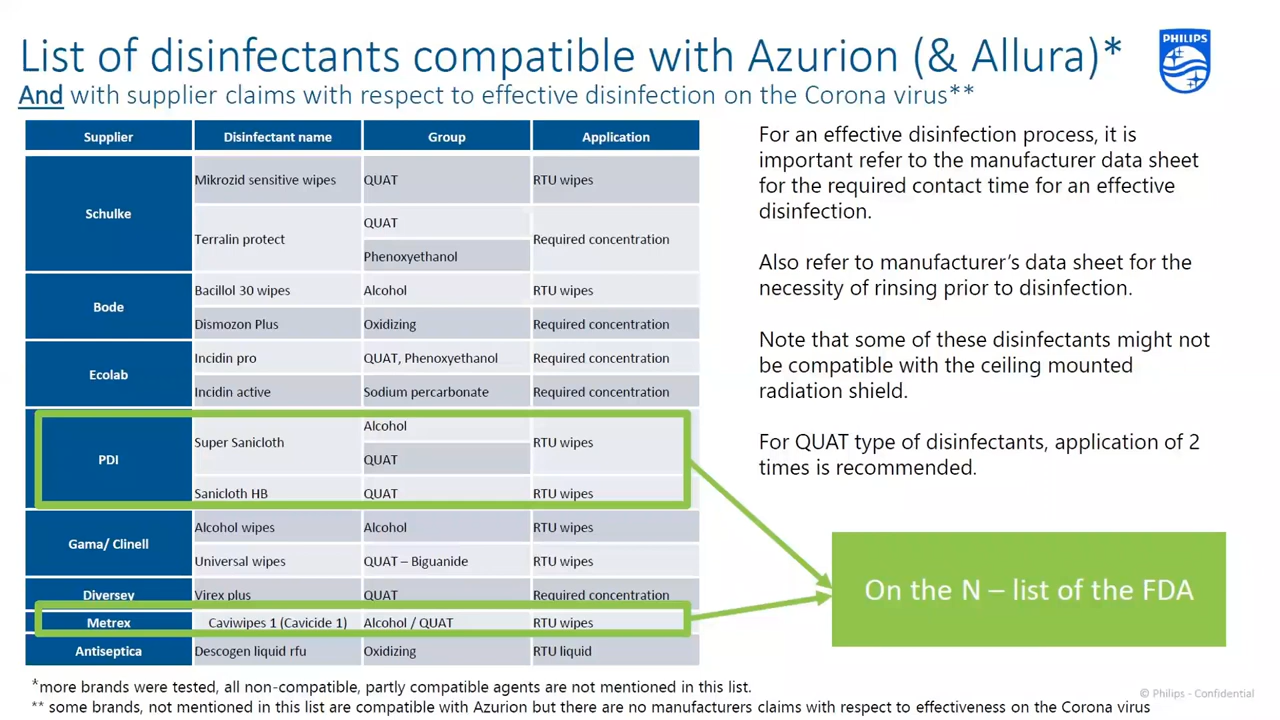 List of disinfectants compatible with Azurion (& Allura)*
And with supplier claims with respect to effective disinfection on the Corona virus**
PHILIPS
Supplier Disinfectant name Group Application
Schulke
Mikrozid sensitive wipes QUAT RTU wipes
Terralin protect QUAT Required concentration
Phenoxyethanol
Bode
Bacillol 30 wipes Alcohol RTU wipes
Dismozon Plus Oxidizing Required concentration
Ecolab
Incidin pro QUAT, Phenoxyethanol Required concentration
Incidin active Sodium percarbonate Required concentration
PDI
Super Sanicloth Alcohol RTU wipes
QUAT
Sanicloth HB QUAT RTU wipes
Gama/ Clinell
Alcohol wipes Alcohol RTU wipes
Universal wipes QUAT – Biguanide RTU wipes
Diversey Virex plus QUAT Required concentration
Metrex Caviwipes 1 (Cavicide 1) Alcohol / QUAT RTU wipes
Antiseptica Descogen liquid rfu Oxidizing RTU liquid
For an effective disinfection process, it is
important refer to the manufacturer data sheet
for the required contact time for an effective
disinfection.
Also refer to manufacturer's data sheet for the
necessity of rinsing prior to disinfection.
Note that some of these disinfectants might not
be compatible with the ceiling mounted
radiation shield.
For QUAT type of disinfectants, application of 2
times is recommended.
On the N – list of the FDA
*more brands were tested, all non-compatible, partly compatible agents are not mentioned in this list.
** some brands, not mentioned in this list are compatible with Azurion but there are no manufacturers claims with respect to effectiveness on the Corona virus
© Philips - Confidential